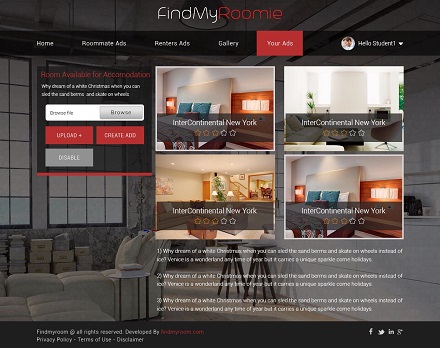 FindMyRoomie
Home Roommate Ads Renters Ads Gallery Your Ads Hello Student1
Room Available for Accompdation
Why dream of a white Christmas when you can
sled the sand berms and skate on wheels
Browse file Browse
UPLOAD + CREATE ADD
DISABLE
InterContinental New York
InterContinental New York
InterContinental New York
InterContinental New York
1) Why dream of a white Christmas when you can sled the sand berms and skate on wheels instead of
ice? Venice is a wonderland any time of year but it carries a unique sparkle come holidays.
2) Why dream of a white Christmas when you can sled the sand berms and skate on wheels instead of
ice? Venice is a wonderland any time of year but it carries a unique sparkle come holidays.
3) Why dream of a white Christmas when you can sled the sand berms and skate on wheels instead of
ice? Venice is a wonderland any time of year but it carries a unique sparkle come holidays.
Findmyroom @ all rights reserved. Developed By findmyroom.com
Privacy Policy - Terms of Use - Disclaimer